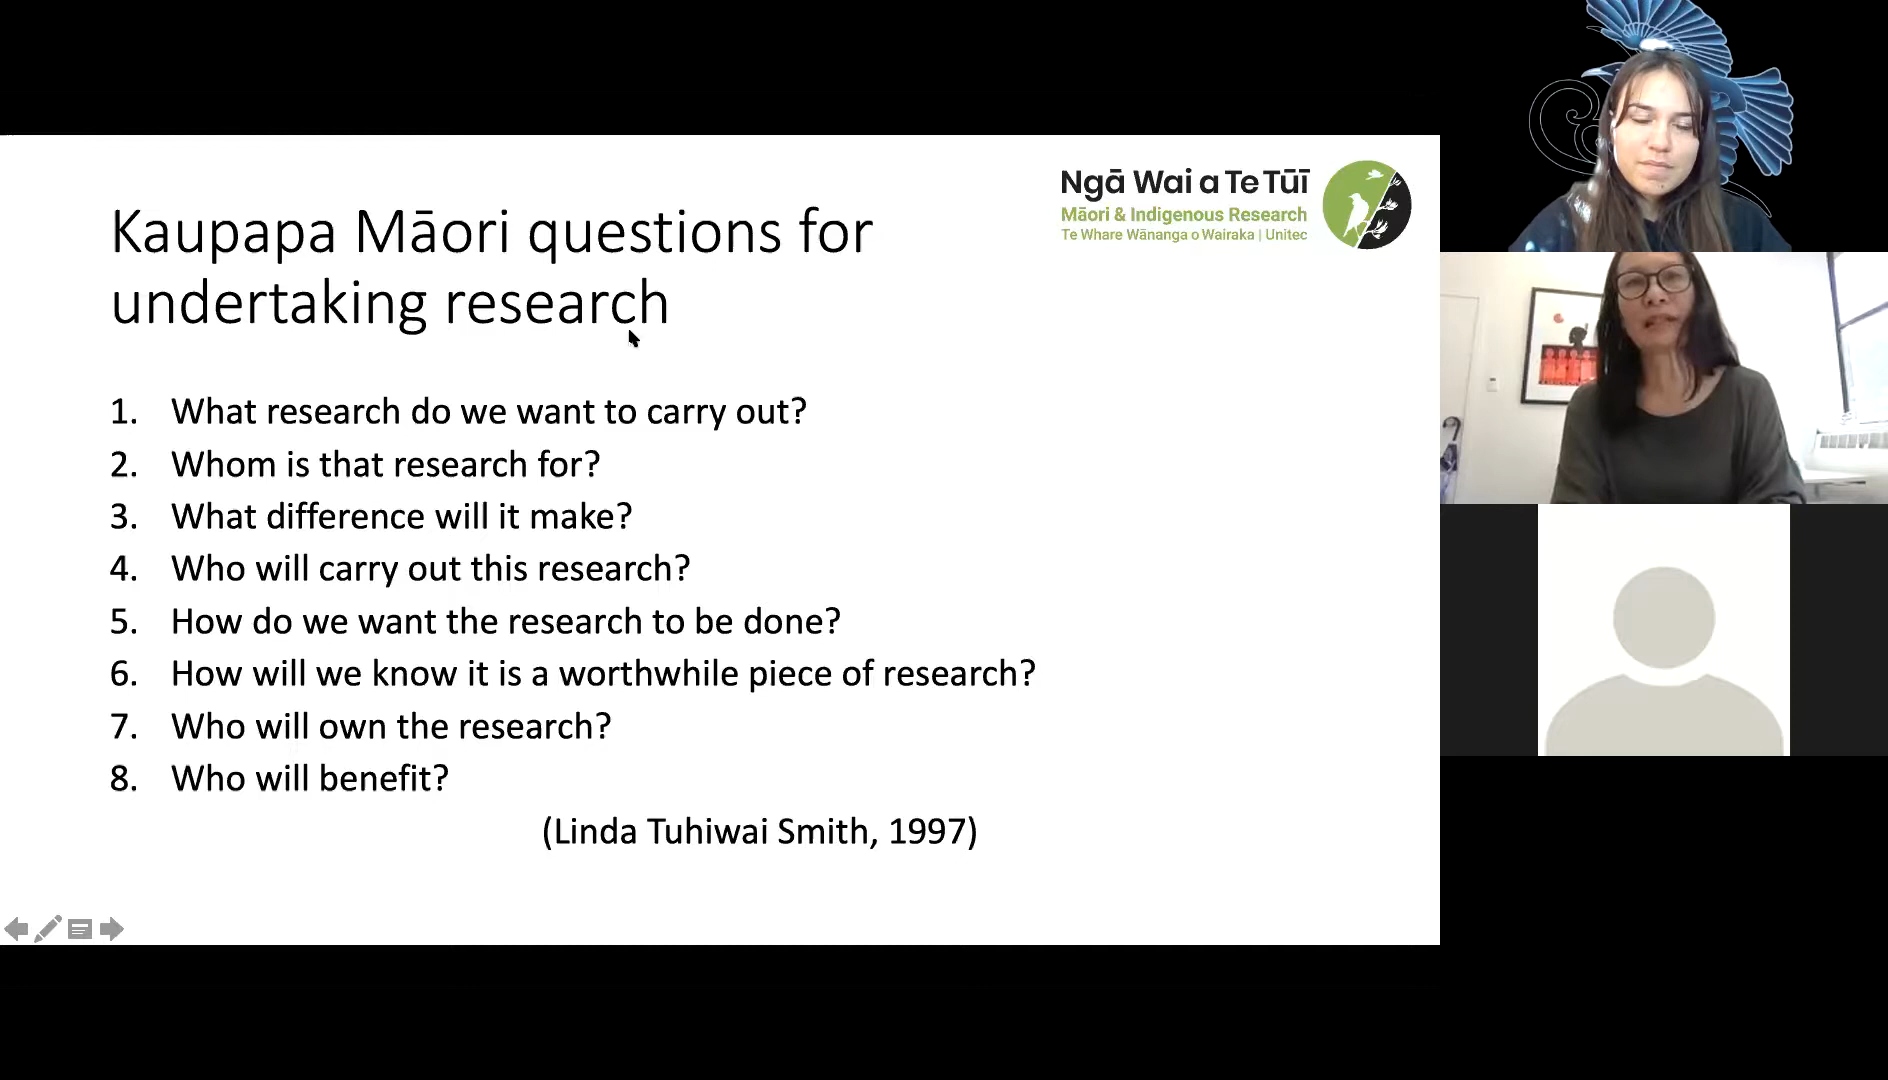 Ngā Wai a Te Tūī
Māori & Indigenous Research
Te Whare Wānanga o Wairaka | Unitec
Kaupapa Māori questions for
undertaking research
1. What research do we want to carry out?
2. Whom is that research for?
3. What difference will it make?
4. Who will carry out this research?
5. How do we want the research to be done?
6. How will we know it is a worthwhile piece of research?
7. Who will own the research?
8. Who will benefit?
(Linda Tuhiwai Smith, 1997)